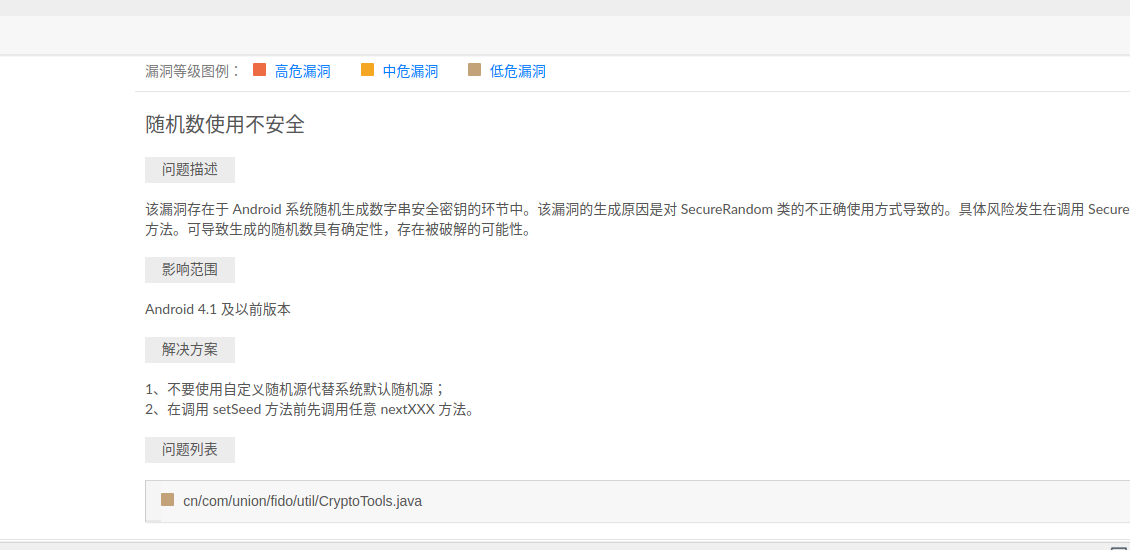 漏洞等级图例： 高危漏洞 中危漏洞 低危漏洞
随机数使用不安全
问题描述
该漏洞存在于 Android 系统随机生成数字串安全密钥的环节中。该漏洞的生成原因是对 SecureRandom 类的不正确使用方式导致的。具体风险发生在调用 Secure
方法。可导致生成的随机数具有确定性，存在被破解的可能性。
影响范围
Android 4.1 及以前版本
解决方案
1、不要使用自定义随机源代替系统默认随机源；
2、在调用 setSeed 方法前先调用任意 nextXXX 方法。
问题列表
cn/com/union/fido/util/CryptoTools.java